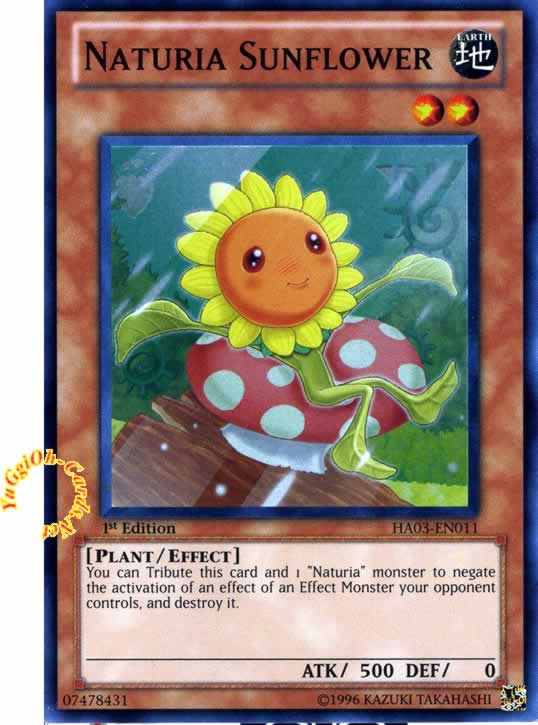 NATURIA SUNFLOWER
EARTH
地
1st Edition
HA03-EN011
[PLANT/EFFECT]
You can Tribute this card and 1 "Naturia" monster to negate
the activation of an effect of an Effect Monster your opponent
controls, and destroy it.
ATK/ 500 DEF/ 0
07478431
©1996 KAZUKI TAKAHASHI
YuGgiOh-Cards.Net